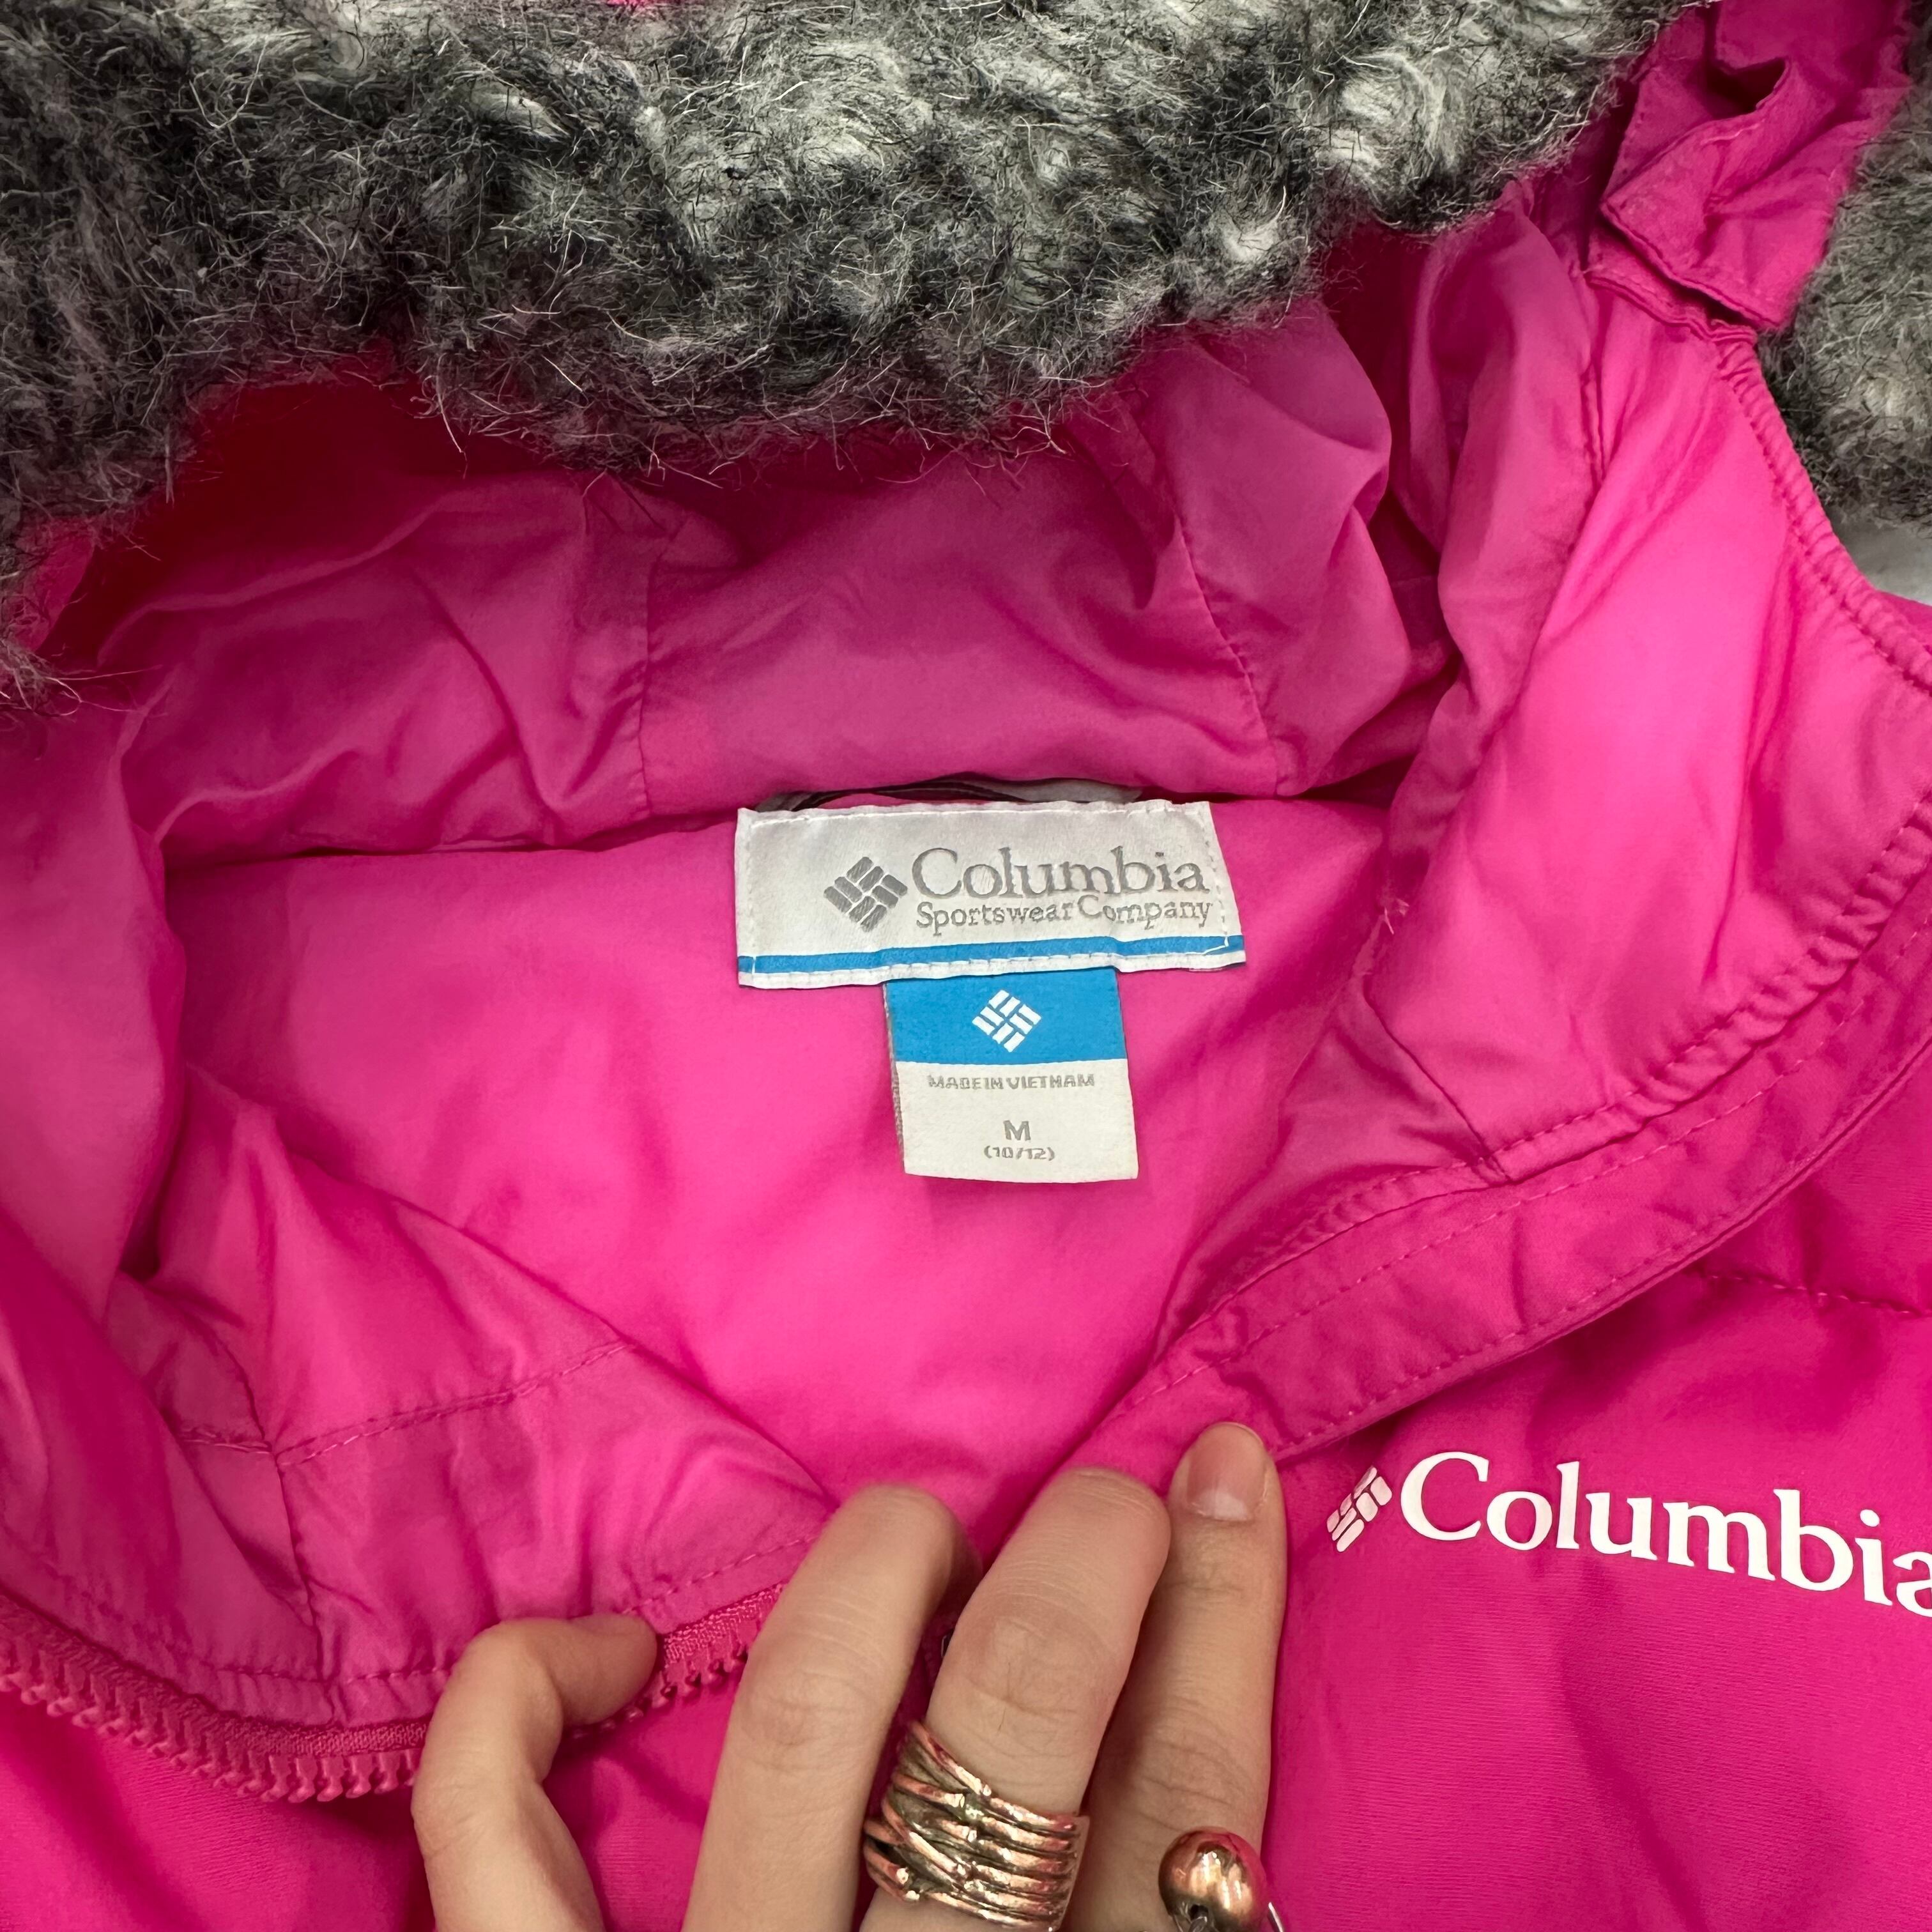 Columbia
Sportswear Company
MADE IN VIETNAM
M
(10/12)
Columbia